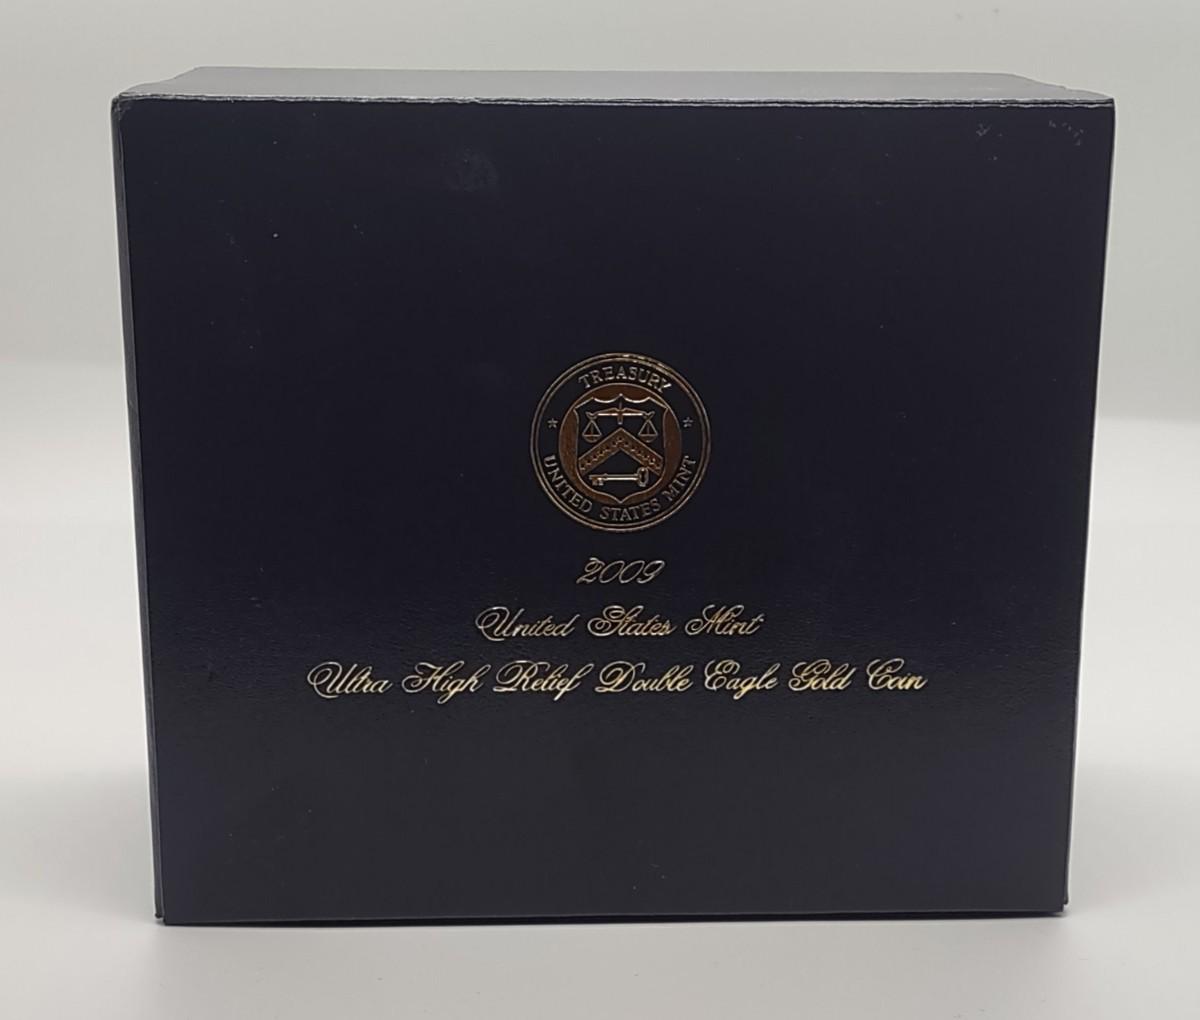 TREASURY
UNITED STATES MINT
2009
United States Mint
Ultra High Relief Double Eagle Gold Coin